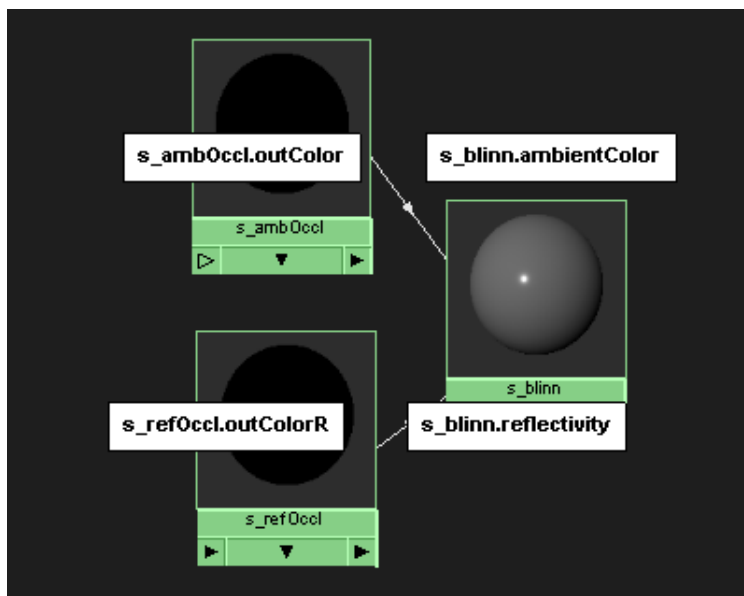 s_ambOccl.outColor
s_blinn.ambientColor
s_ambOccl
s_blinn
s_refOccl.outColorR
s_blinn.reflectivity
s_refOccl